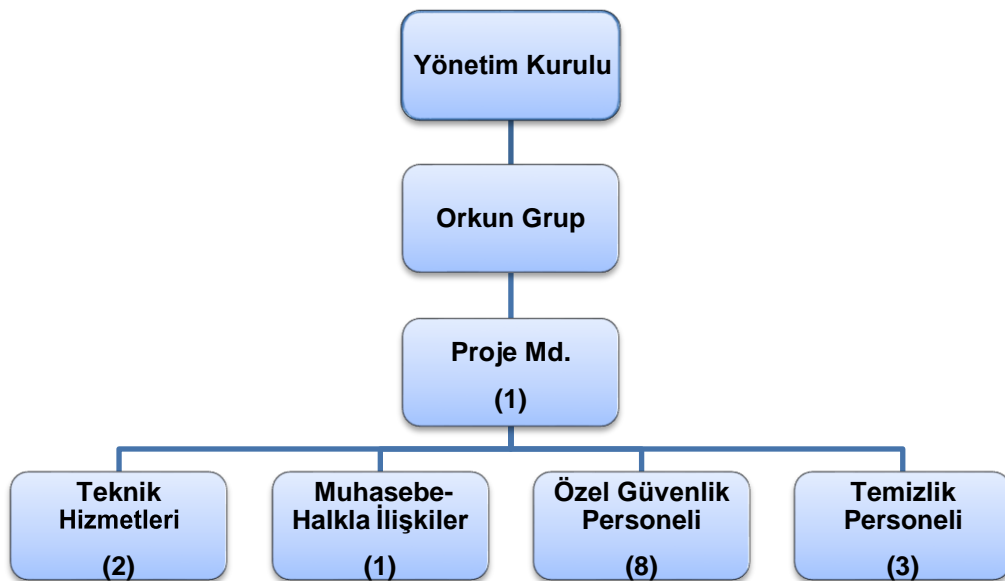 Yönetim Kurulu
Orkun Grup
Proje Md.
(1)
Teknik
Hizmetleri
(2)
Muhasebe-
Halkla İlişkiler
(1)
Özel Güvenlik
Personeli
(8)
Temizlik
Personeli
(3)